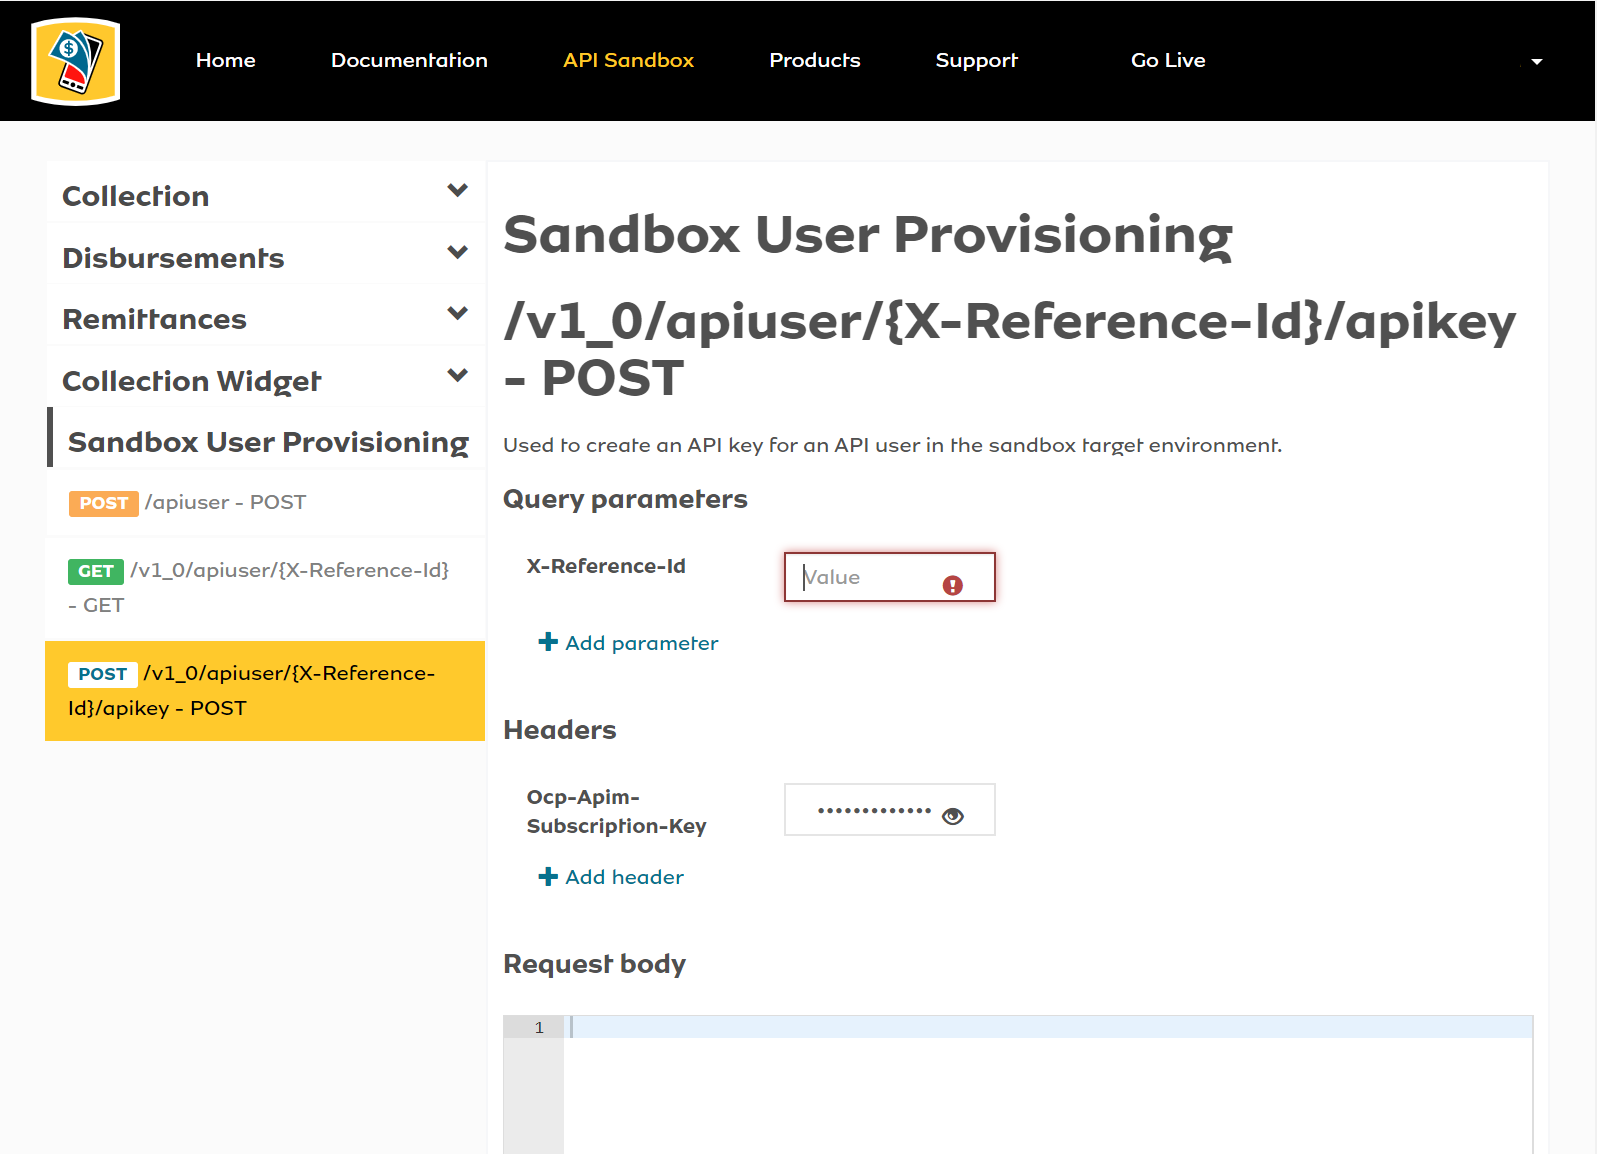 Home Documentation API Sandbox Products Support Go Live
Collection
Disbursements
Remittances
Collection Widget
Sandbox User Provisioning
POST /apiuser - POST
GET /v1_0/apiuser/{X-Reference-Id}
- GET
POST /v1_0/apiuser/{X-Reference-
Id}/apikey - POST
Sandbox User Provisioning
/v1_0/apiuser/{X-Reference-Id}/apikey
- POST
Used to create an API key for an API user in the sandbox target environment.
Query parameters
X-Reference-Id Value
Add parameter
Headers
Ocp-Apim-
Subscription-Key •••••••••••••
Add header
Request body
1